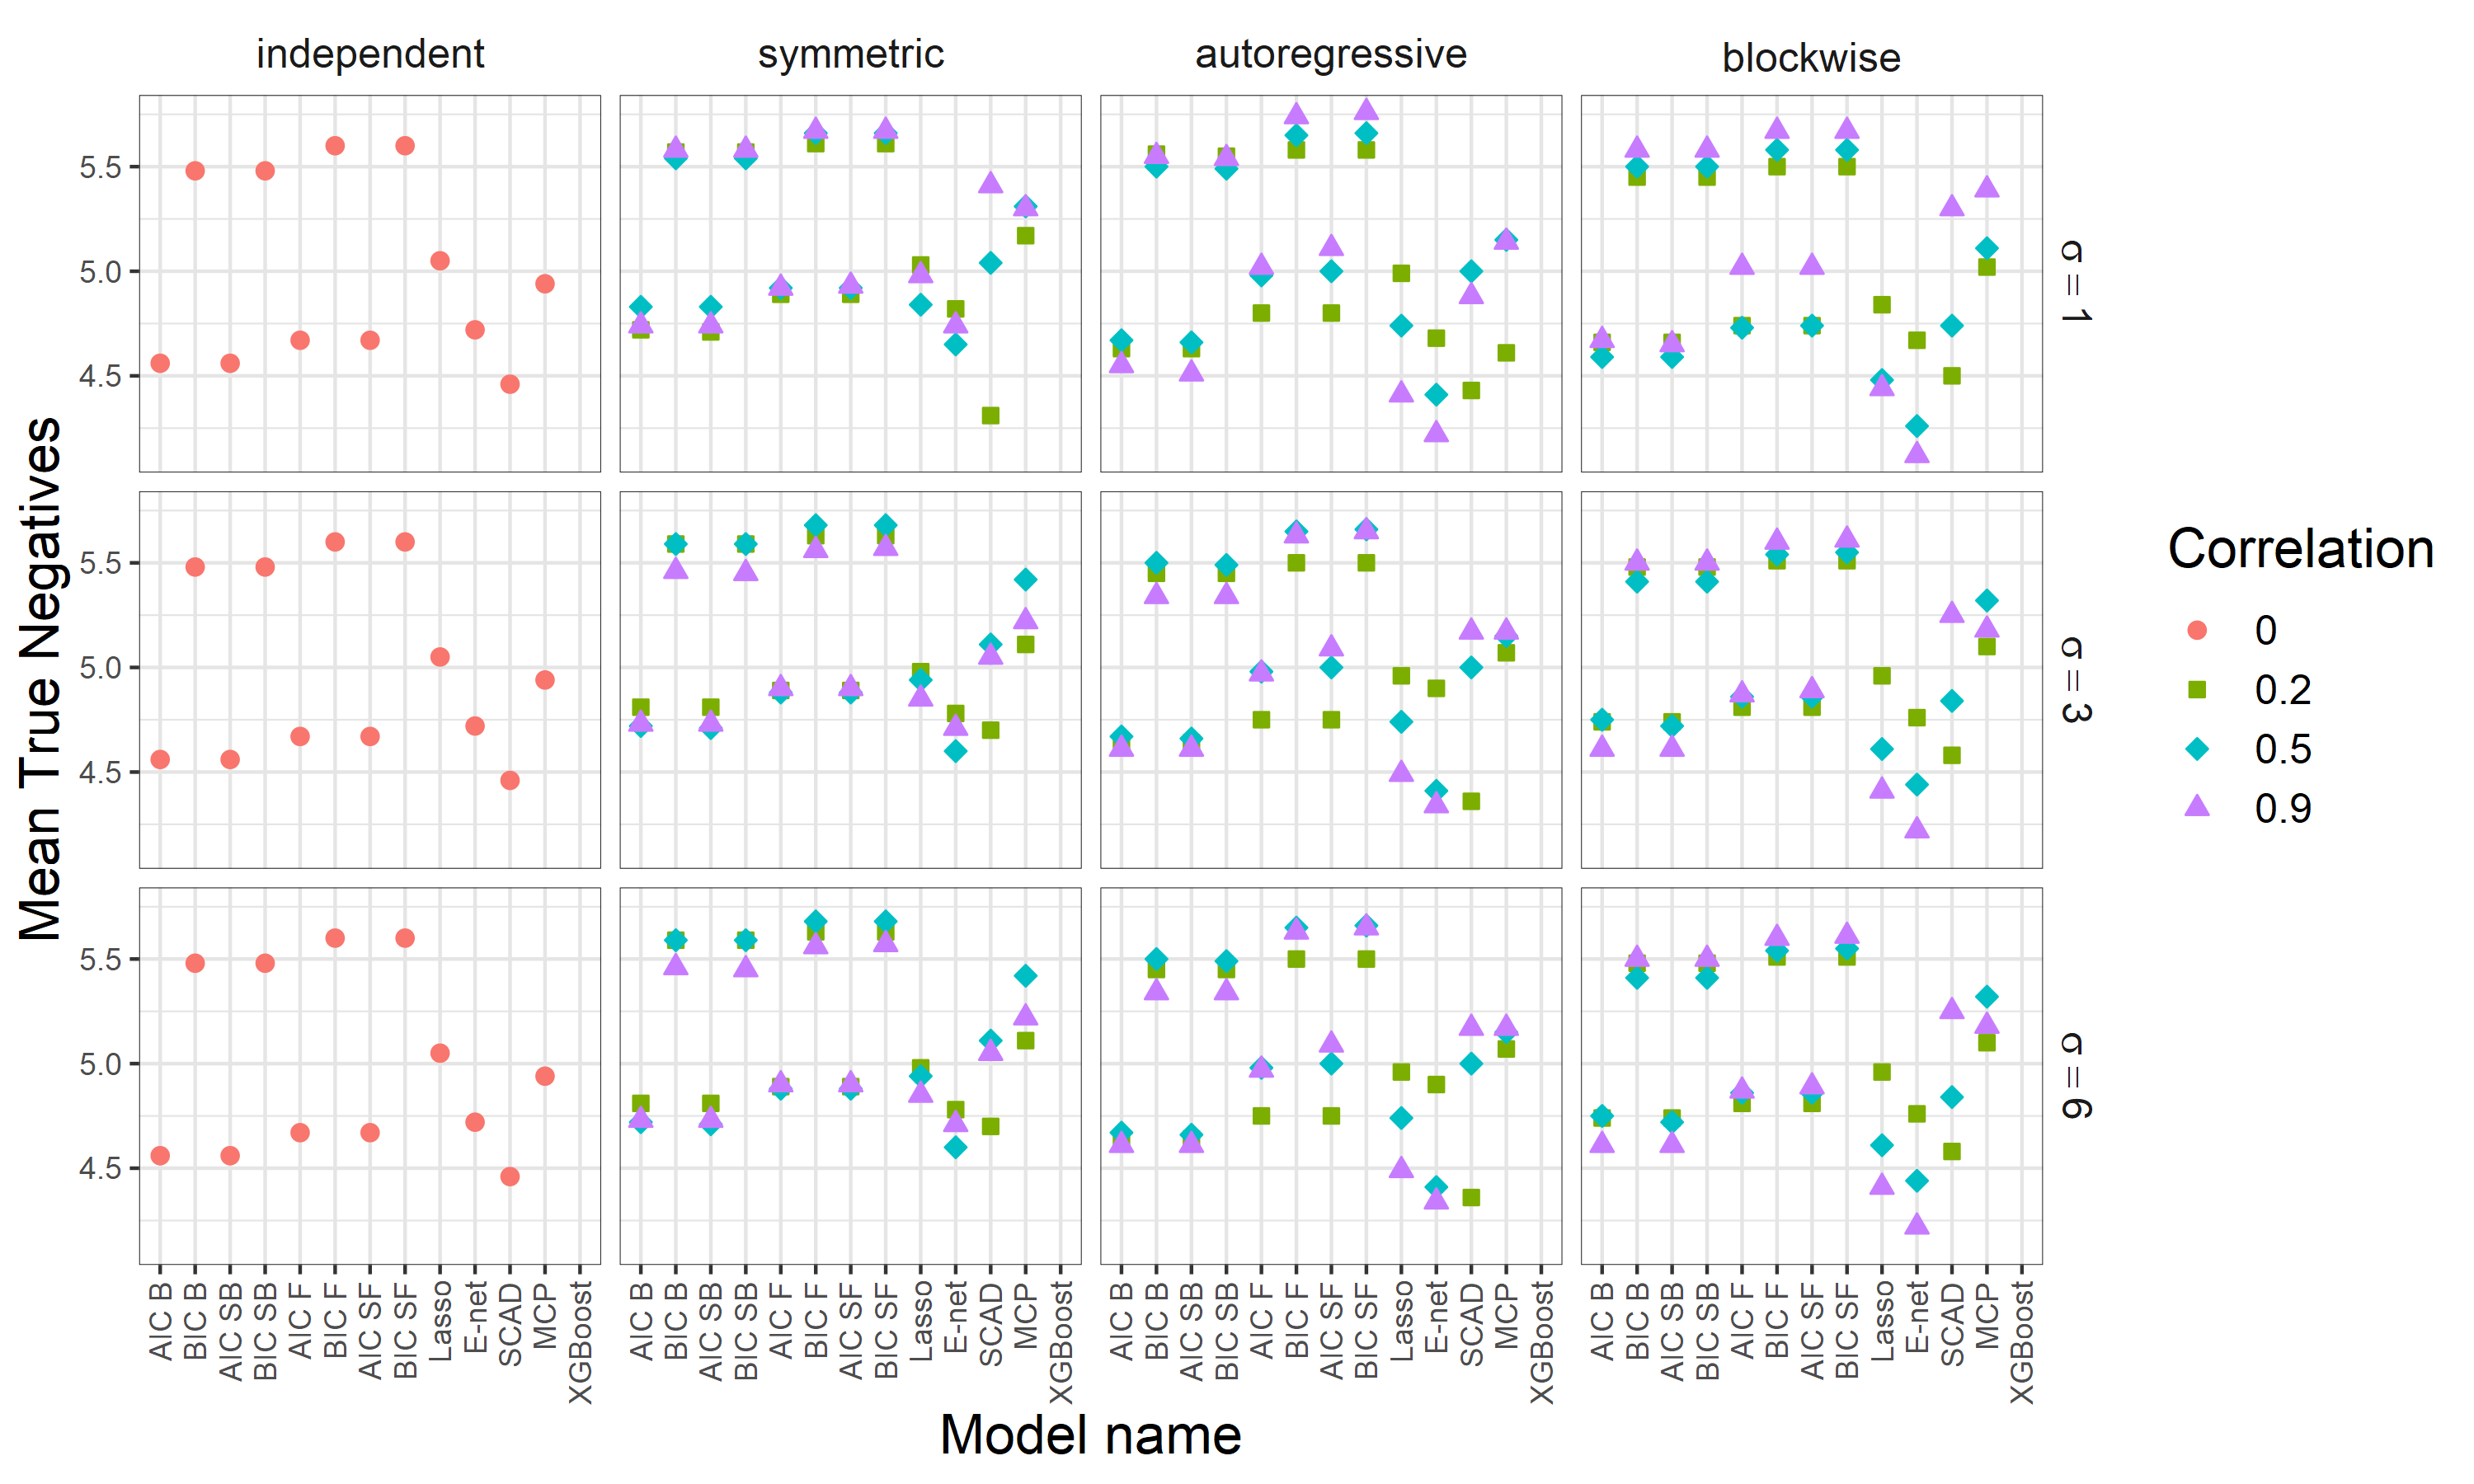 independent symmetric autoregressive blockwise
5.5
5.0
4.5
σ = 1
5.5
5.0
4.5
σ = 3
5.5
5.0
4.5
σ = 6
Mean True Negatives
AIC B
BIC B
AIC SB
BIC SB
AIC F
BIC F
AIC SF
BIC SF
Lasso
E-net
SCAD
MCP
XGBoost
AIC B
BIC B
AIC SB
BIC SB
AIC F
BIC F
AIC SF
BIC SF
Lasso
E-net
SCAD
MCP
XGBoost
AIC B
BIC B
AIC SB
BIC SB
AIC F
BIC F
AIC SF
BIC SF
Lasso
E-net
SCAD
MCP
XGBoost
AIC B
BIC B
AIC SB
BIC SB
AIC F
BIC F
AIC SF
BIC SF
Lasso
E-net
SCAD
MCP
XGBoost
Model name
Correlation
0
0.2
0.5
0.9